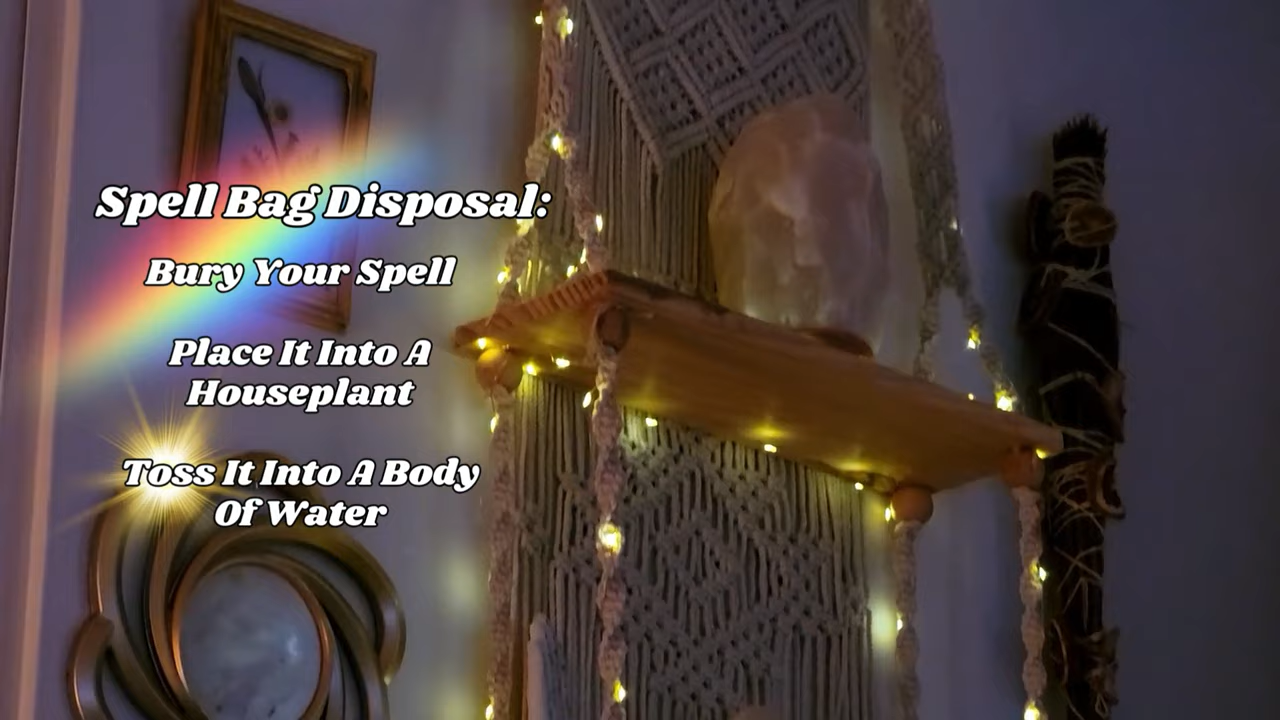 Spell Bag Disposal:
Bury Your Spell
Place It Into A
Houseplant
Toss It Into A Body
Of Water